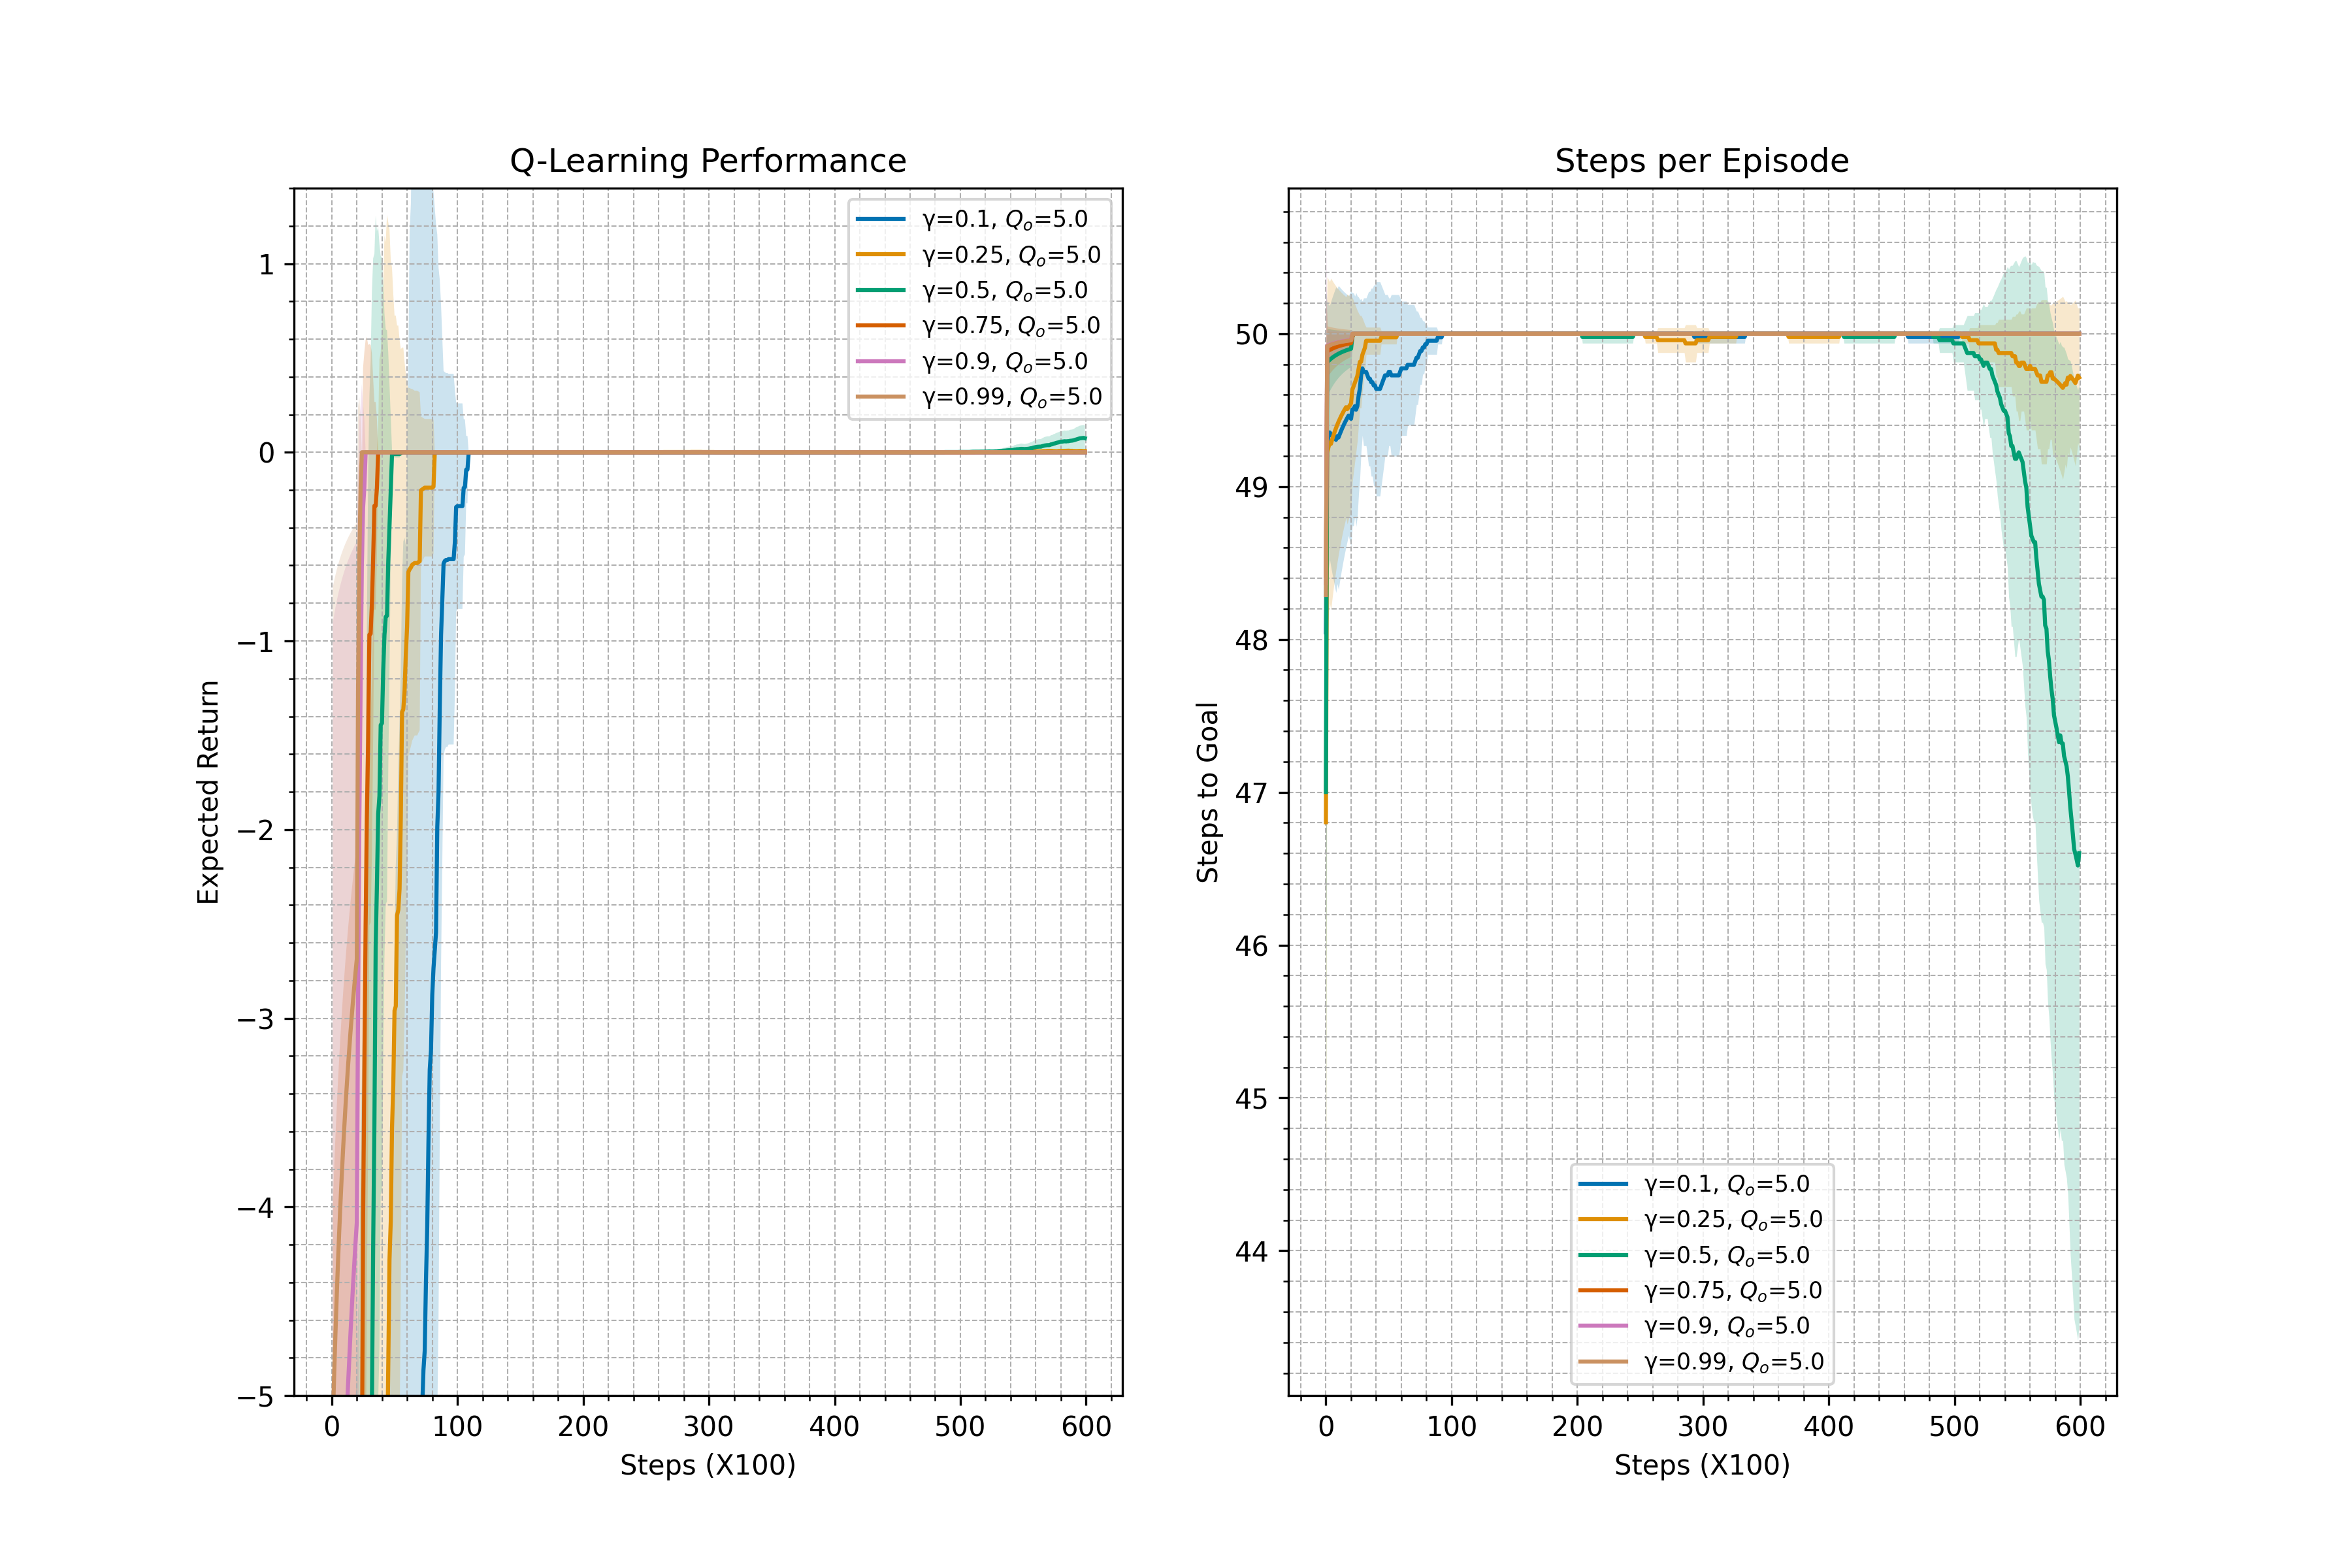 Q-Learning Performance
1
0
−1
−2
−3
−4
−5
Expected Return
0 100 200 300 400 500 600
Steps (X100)
γ=0.1, Qₒ=5.0
γ=0.25, Qₒ=5.0
γ=0.5, Qₒ=5.0
γ=0.75, Qₒ=5.0
γ=0.9, Qₒ=5.0
γ=0.99, Qₒ=5.0
Steps per Episode
50
49
48
47
46
45
44
Steps to Goal
0 100 200 300 400 500 600
Steps (X100)
γ=0.1, Qₒ=5.0
γ=0.25, Qₒ=5.0
γ=0.5, Qₒ=5.0
γ=0.75, Qₒ=5.0
γ=0.9, Qₒ=5.0
γ=0.99, Qₒ=5.0